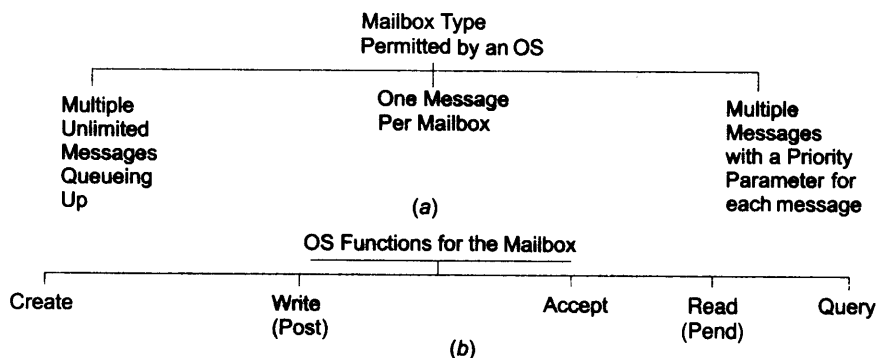 Mailbox Type
Permitted by an OS
Multiple
Unlimited
Messages
Queueing
Up
One Message
Per Mailbox
Multiple
Messages
with a Priority
Parameter for
each message
(a)
OS Functions for the Mailbox
Create
Write
(Post)
Accept
Read
(Pend)
Query
(b)